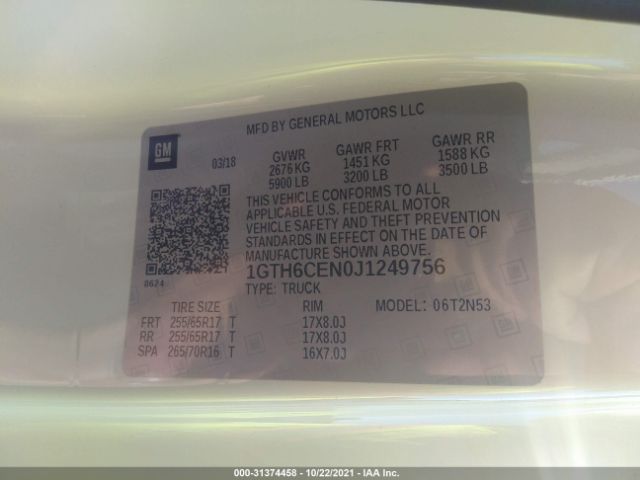 MFD BY GENERAL MOTORS LLC
GM
03/18
GVWR GAWR FRT GAWR RR
2676 KG 1451 KG 1588 KG
5900 LB 3200 LB 3500 LB
THIS VEHICLE CONFORMS TO ALL
APPLICABLE U.S. FEDERAL MOTOR
VEHICLE SAFETY AND THEFT PREVENTION
STANDARDS IN EFFECT ON THE DATE OF
MANUFACTURE SHOWN ABOVE.
8624
1GTH6CEN0J1249756
TYPE: TRUCK
TIRE SIZE RIM MODEL: 06T2N53
FRT 255/65R17 T 17X8.0J
RR 255/65R17 T 17X8.0J
SPA 265/70R16 T 16X7.0J
000-31374458 - 10/22/2021 - IAA Inc.